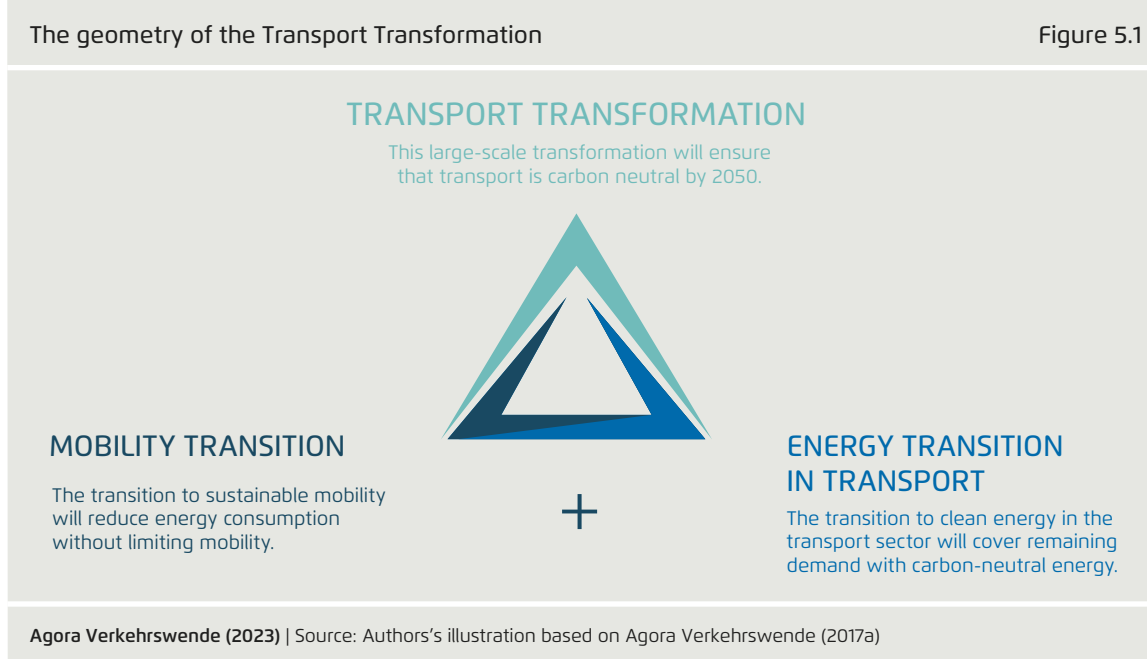 The geometry of the Transport Transformation
Figure 5.1
TRANSPORT TRANSFORMATION
This large-scale transformation will ensure
that transport is carbon neutral by 2050.
MOBILITY TRANSITION
The transition to sustainable mobility
will reduce energy consumption
without limiting mobility.
+
ENERGY TRANSITION
IN TRANSPORT
The transition to clean energy in the
transport sector will cover remaining
demand with carbon-neutral energy.
Agora Verkehrswende (2023) | Source: Authors's illustration based on Agora Verkehrswende (2017a)